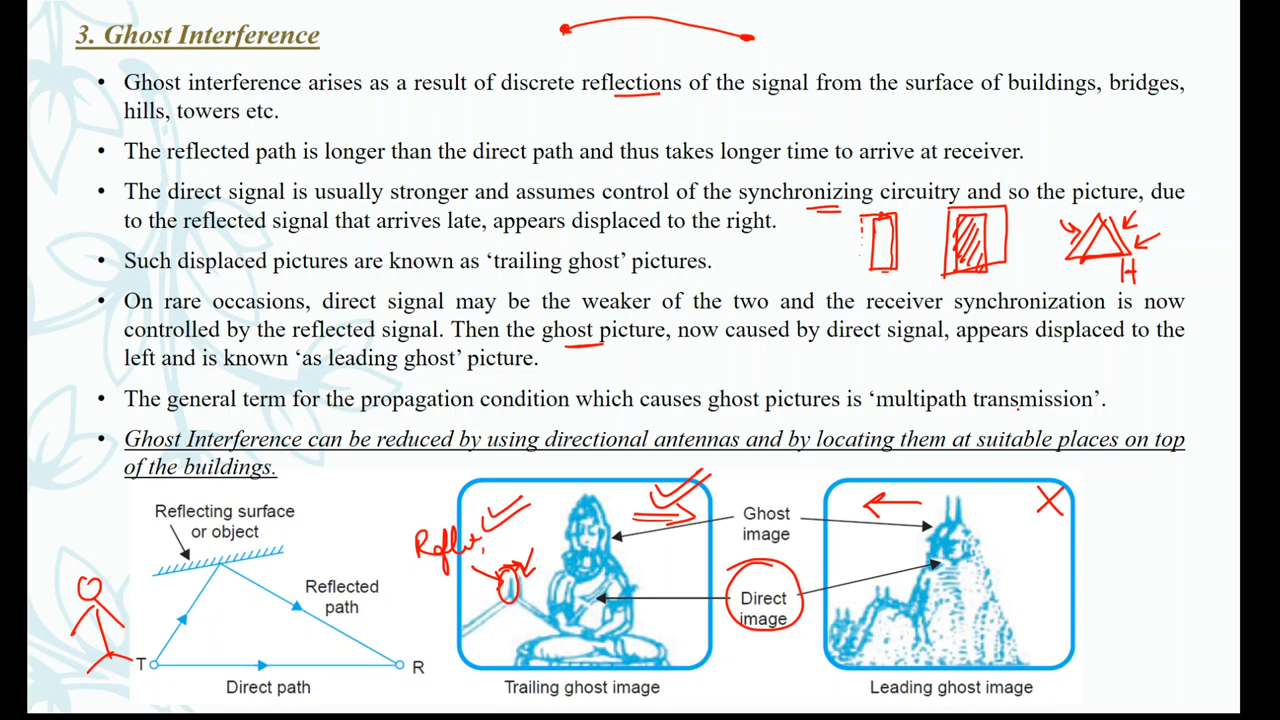 3. Ghost Interference
• Ghost interference arises as a result of discrete reflections of the signal from the surface of buildings, bridges,
hills, towers etc.
• The reflected path is longer than the direct path and thus takes longer time to arrive at receiver.
• The direct signal is usually stronger and assumes control of the synchronizing circuitry and so the picture, due
to the reflected signal that arrives late, appears displaced to the right.
• Such displaced pictures are known as ‘trailing ghost’ pictures.
• On rare occasions, direct signal may be the weaker of the two and the receiver synchronization is now
controlled by the reflected signal. Then the ghost picture, now caused by direct signal, appears displaced to the
left and is known ‘as leading ghost’ picture.
• The general term for the propagation condition which causes ghost pictures is ‘multipath transmission’.
• Ghost Interference can be reduced by using directional antennas and by locating them at suitable places on top
of the buildings.
Reflecting surface
or object
Reflected
path
T
R
Direct path
Trailing ghost image
Ghost
image
Direct
image
Leading ghost image